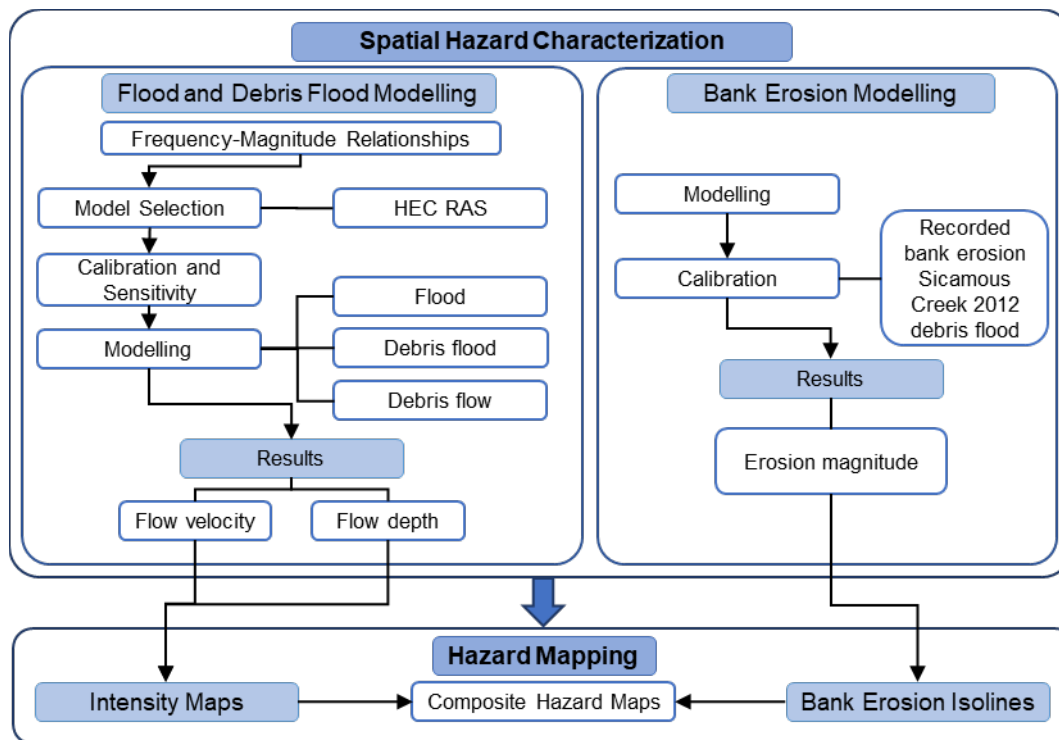 Spatial Hazard Characterization
Flood and Debris Flood Modelling
Frequency-Magnitude Relationships
Model Selection
HEC RAS
Calibration and
Sensitivity
Modelling
Flood
Debris flood
Debris flow
Results
Flow velocity
Flow depth
Bank Erosion Modelling
Modelling
Calibration
Recorded
bank erosion
Sicamous
Creek 2012
debris flood
Results
Erosion magnitude
Hazard Mapping
Intensity Maps
Composite Hazard Maps
Bank Erosion Isolines